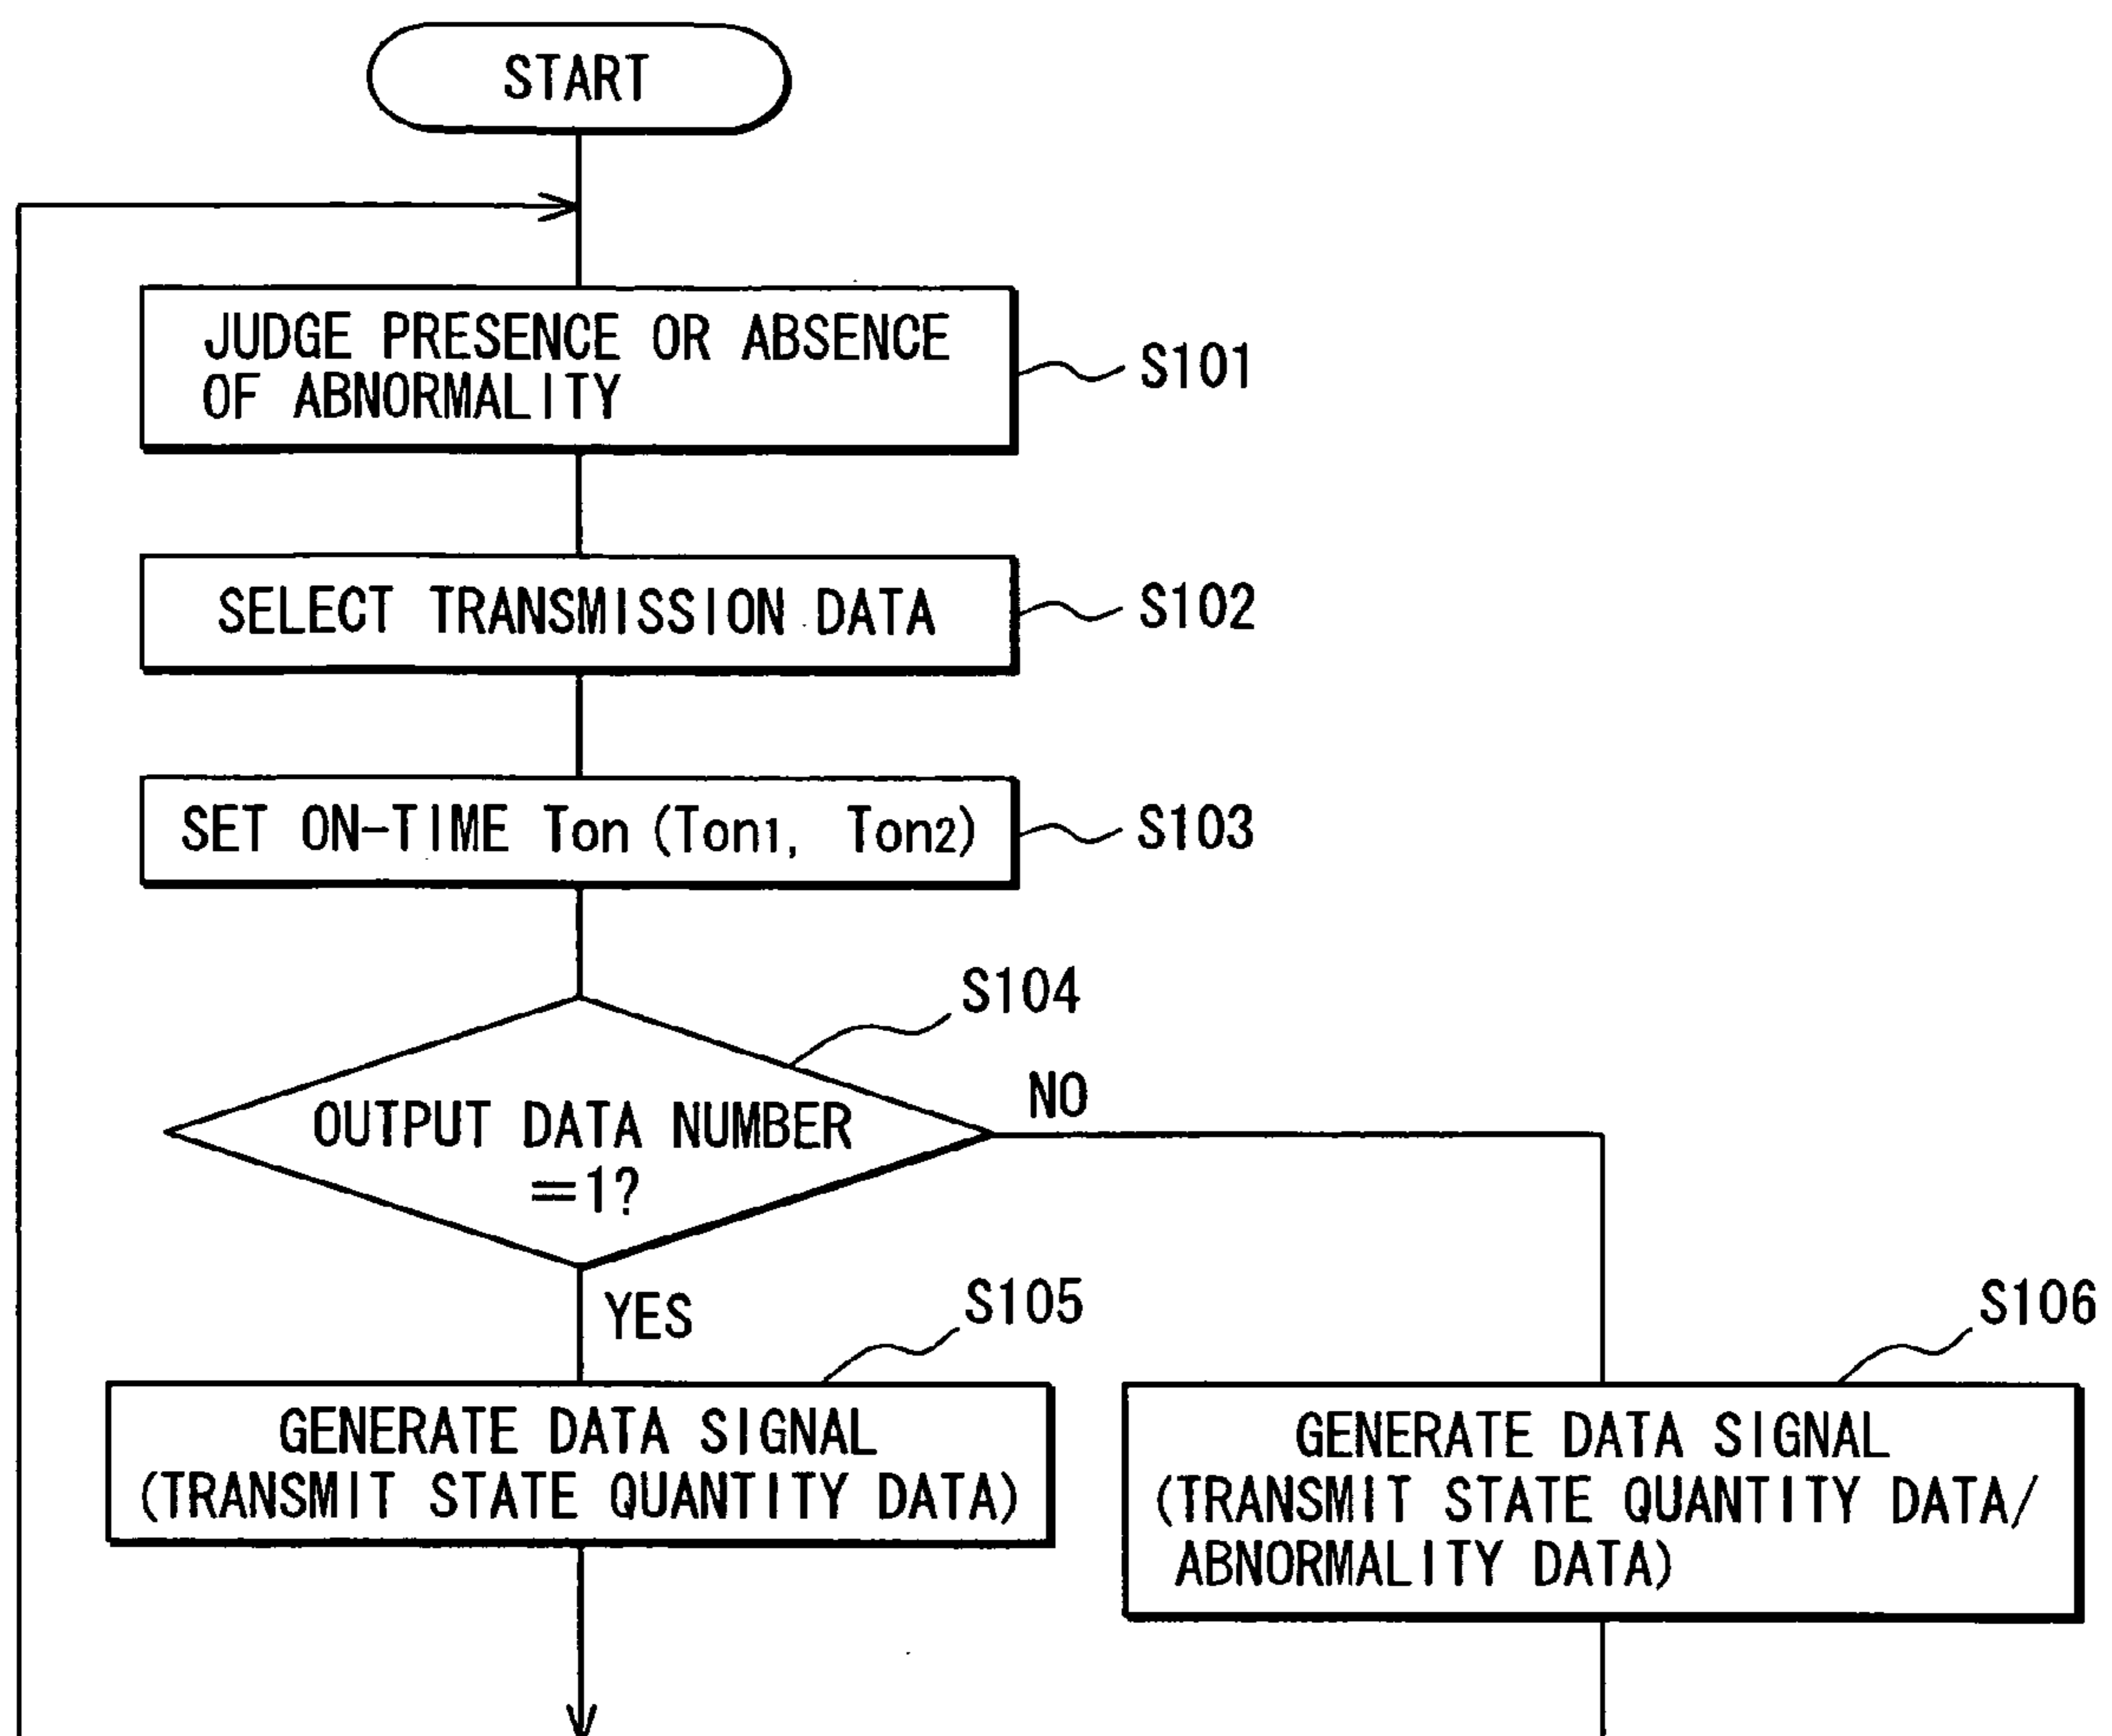 START
JUDGE PRESENCE OR ABSENCE
OF ABNORMALITY
S101
SELECT TRANSMISSION DATA
S102
SET ON-TIME Ton (Ton1, Ton2)
S103
S104
OUTPUT DATA NUMBER
=1?
NO
YES
S105
GENERATE DATA SIGNAL
(TRANSMIT STATE QUANTITY DATA)
S106
GENERATE DATA SIGNAL
(TRANSMIT STATE QUANTITY DATA/
ABNORMALITY DATA)